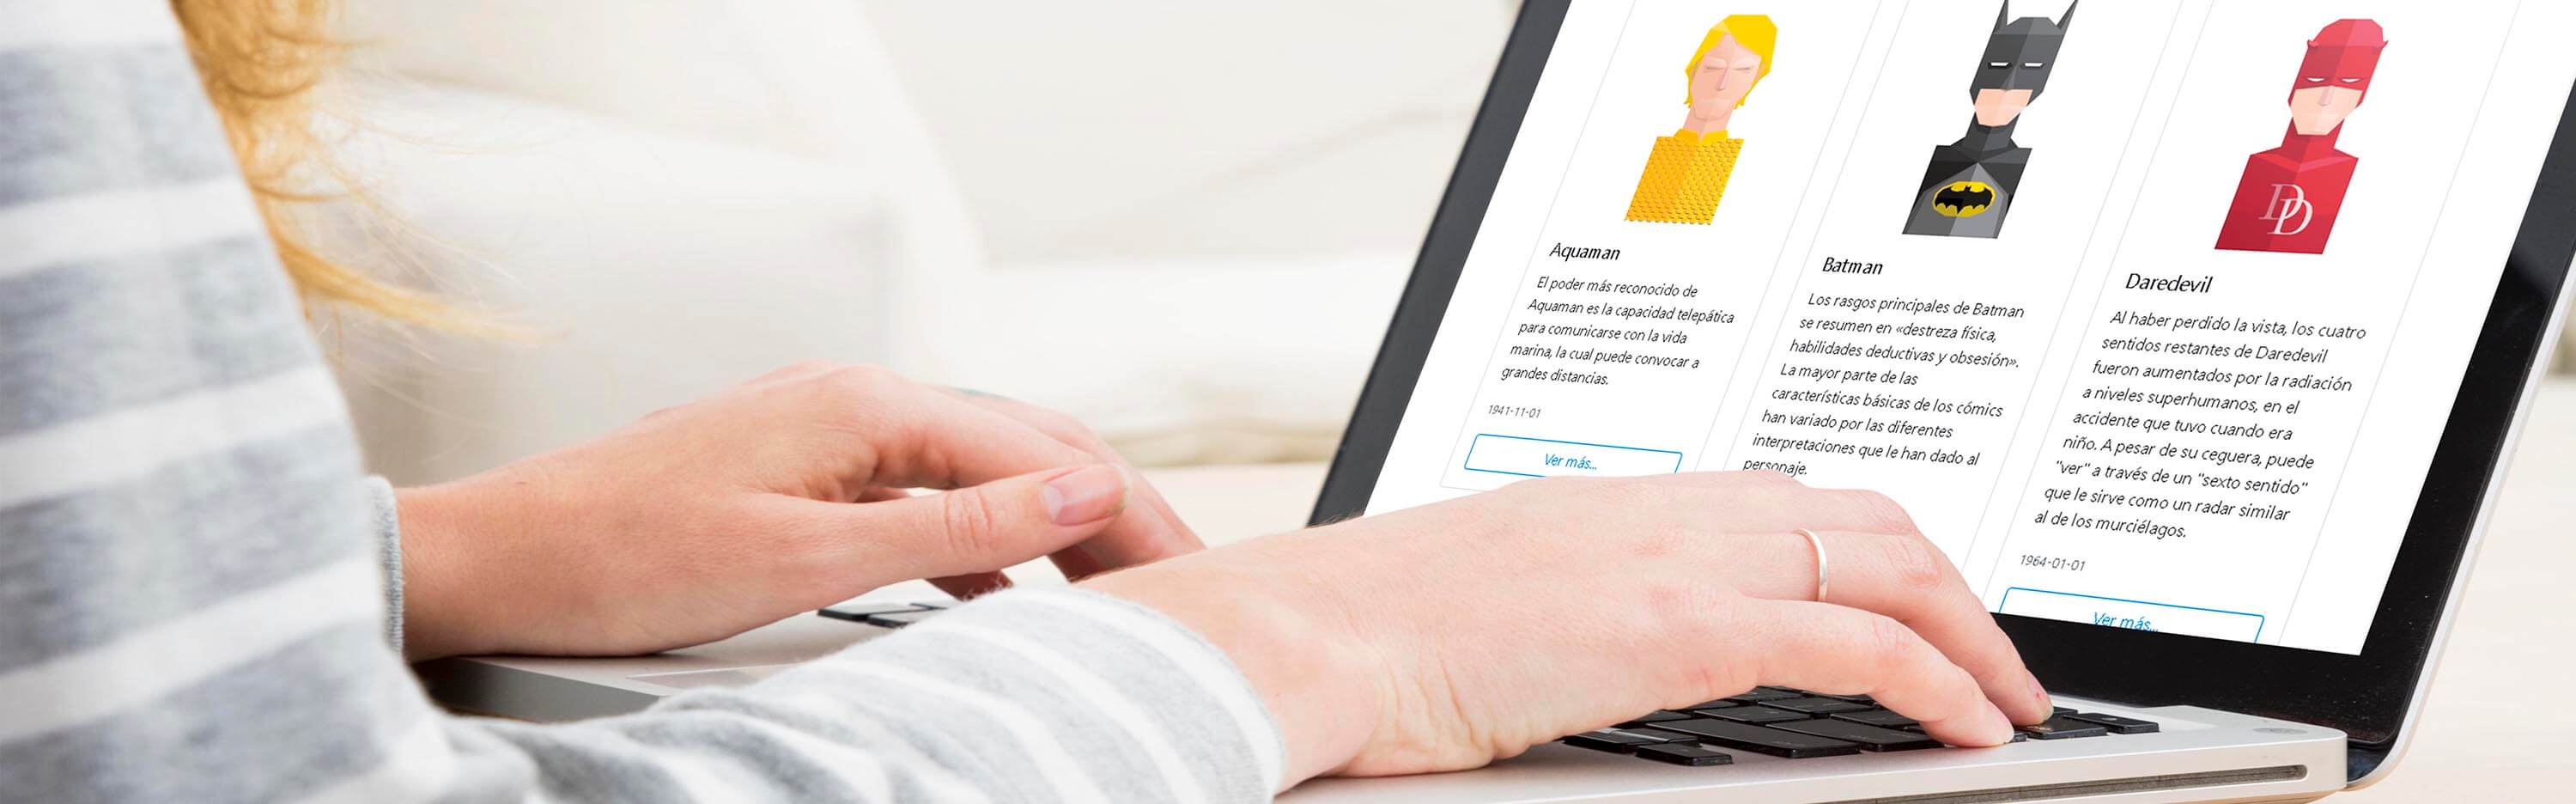 DD
Aquaman
El poder más reconocido de
Aquaman es la capacidad telepática
para comunicarse con la vida
marina, la cual puede convocar a
grandes distancias.
1941-11-01
Ver más...
Batman
Los rasgos principales de Batman
se resumen en «destreza física,
habilidades deductivas y obsesión».
La mayor parte de las
características básicas de los cómics
han variado por las diferentes
interpretaciones que le han dado al
personaje.
Daredevil
Al haber perdido la vista, los cuatro
sentidos restantes de Daredevil
fueron aumentados por la radiación
a niveles superhumanos, en el
accidente que tuvo cuando era
niño. A pesar de su ceguera, puede
"ver" a través de un "sexto sentido"
que le sirve como un radar similar
al de los murciélagos.
1964-01-01
Ver más...